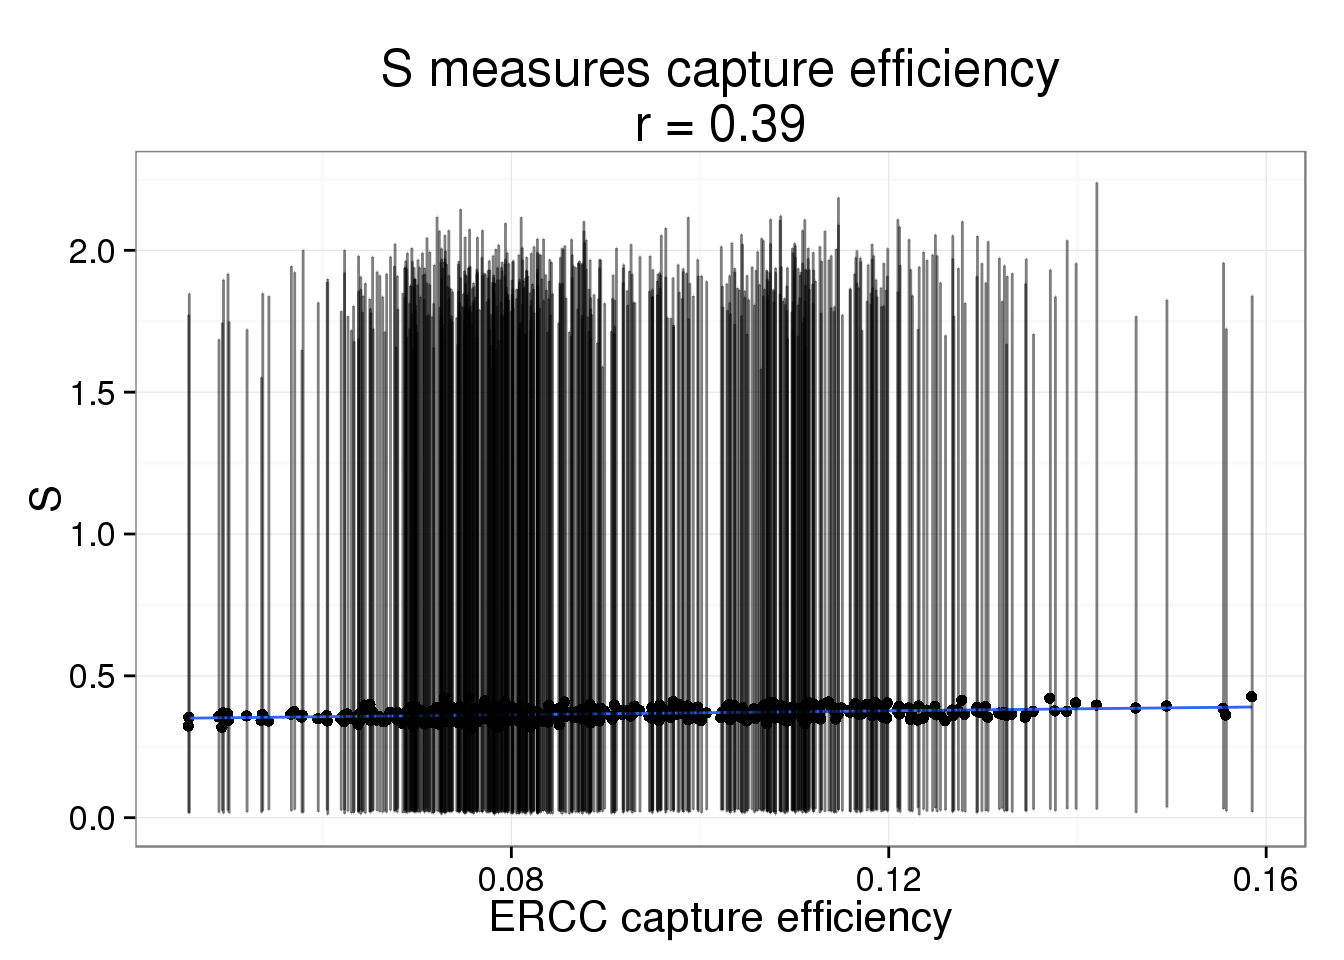 S measures capture efficiency
r = 0.39
S
2.0
1.5
1.0
0.5
0.0
0.08 0.12 0.16
ERCC capture efficiency